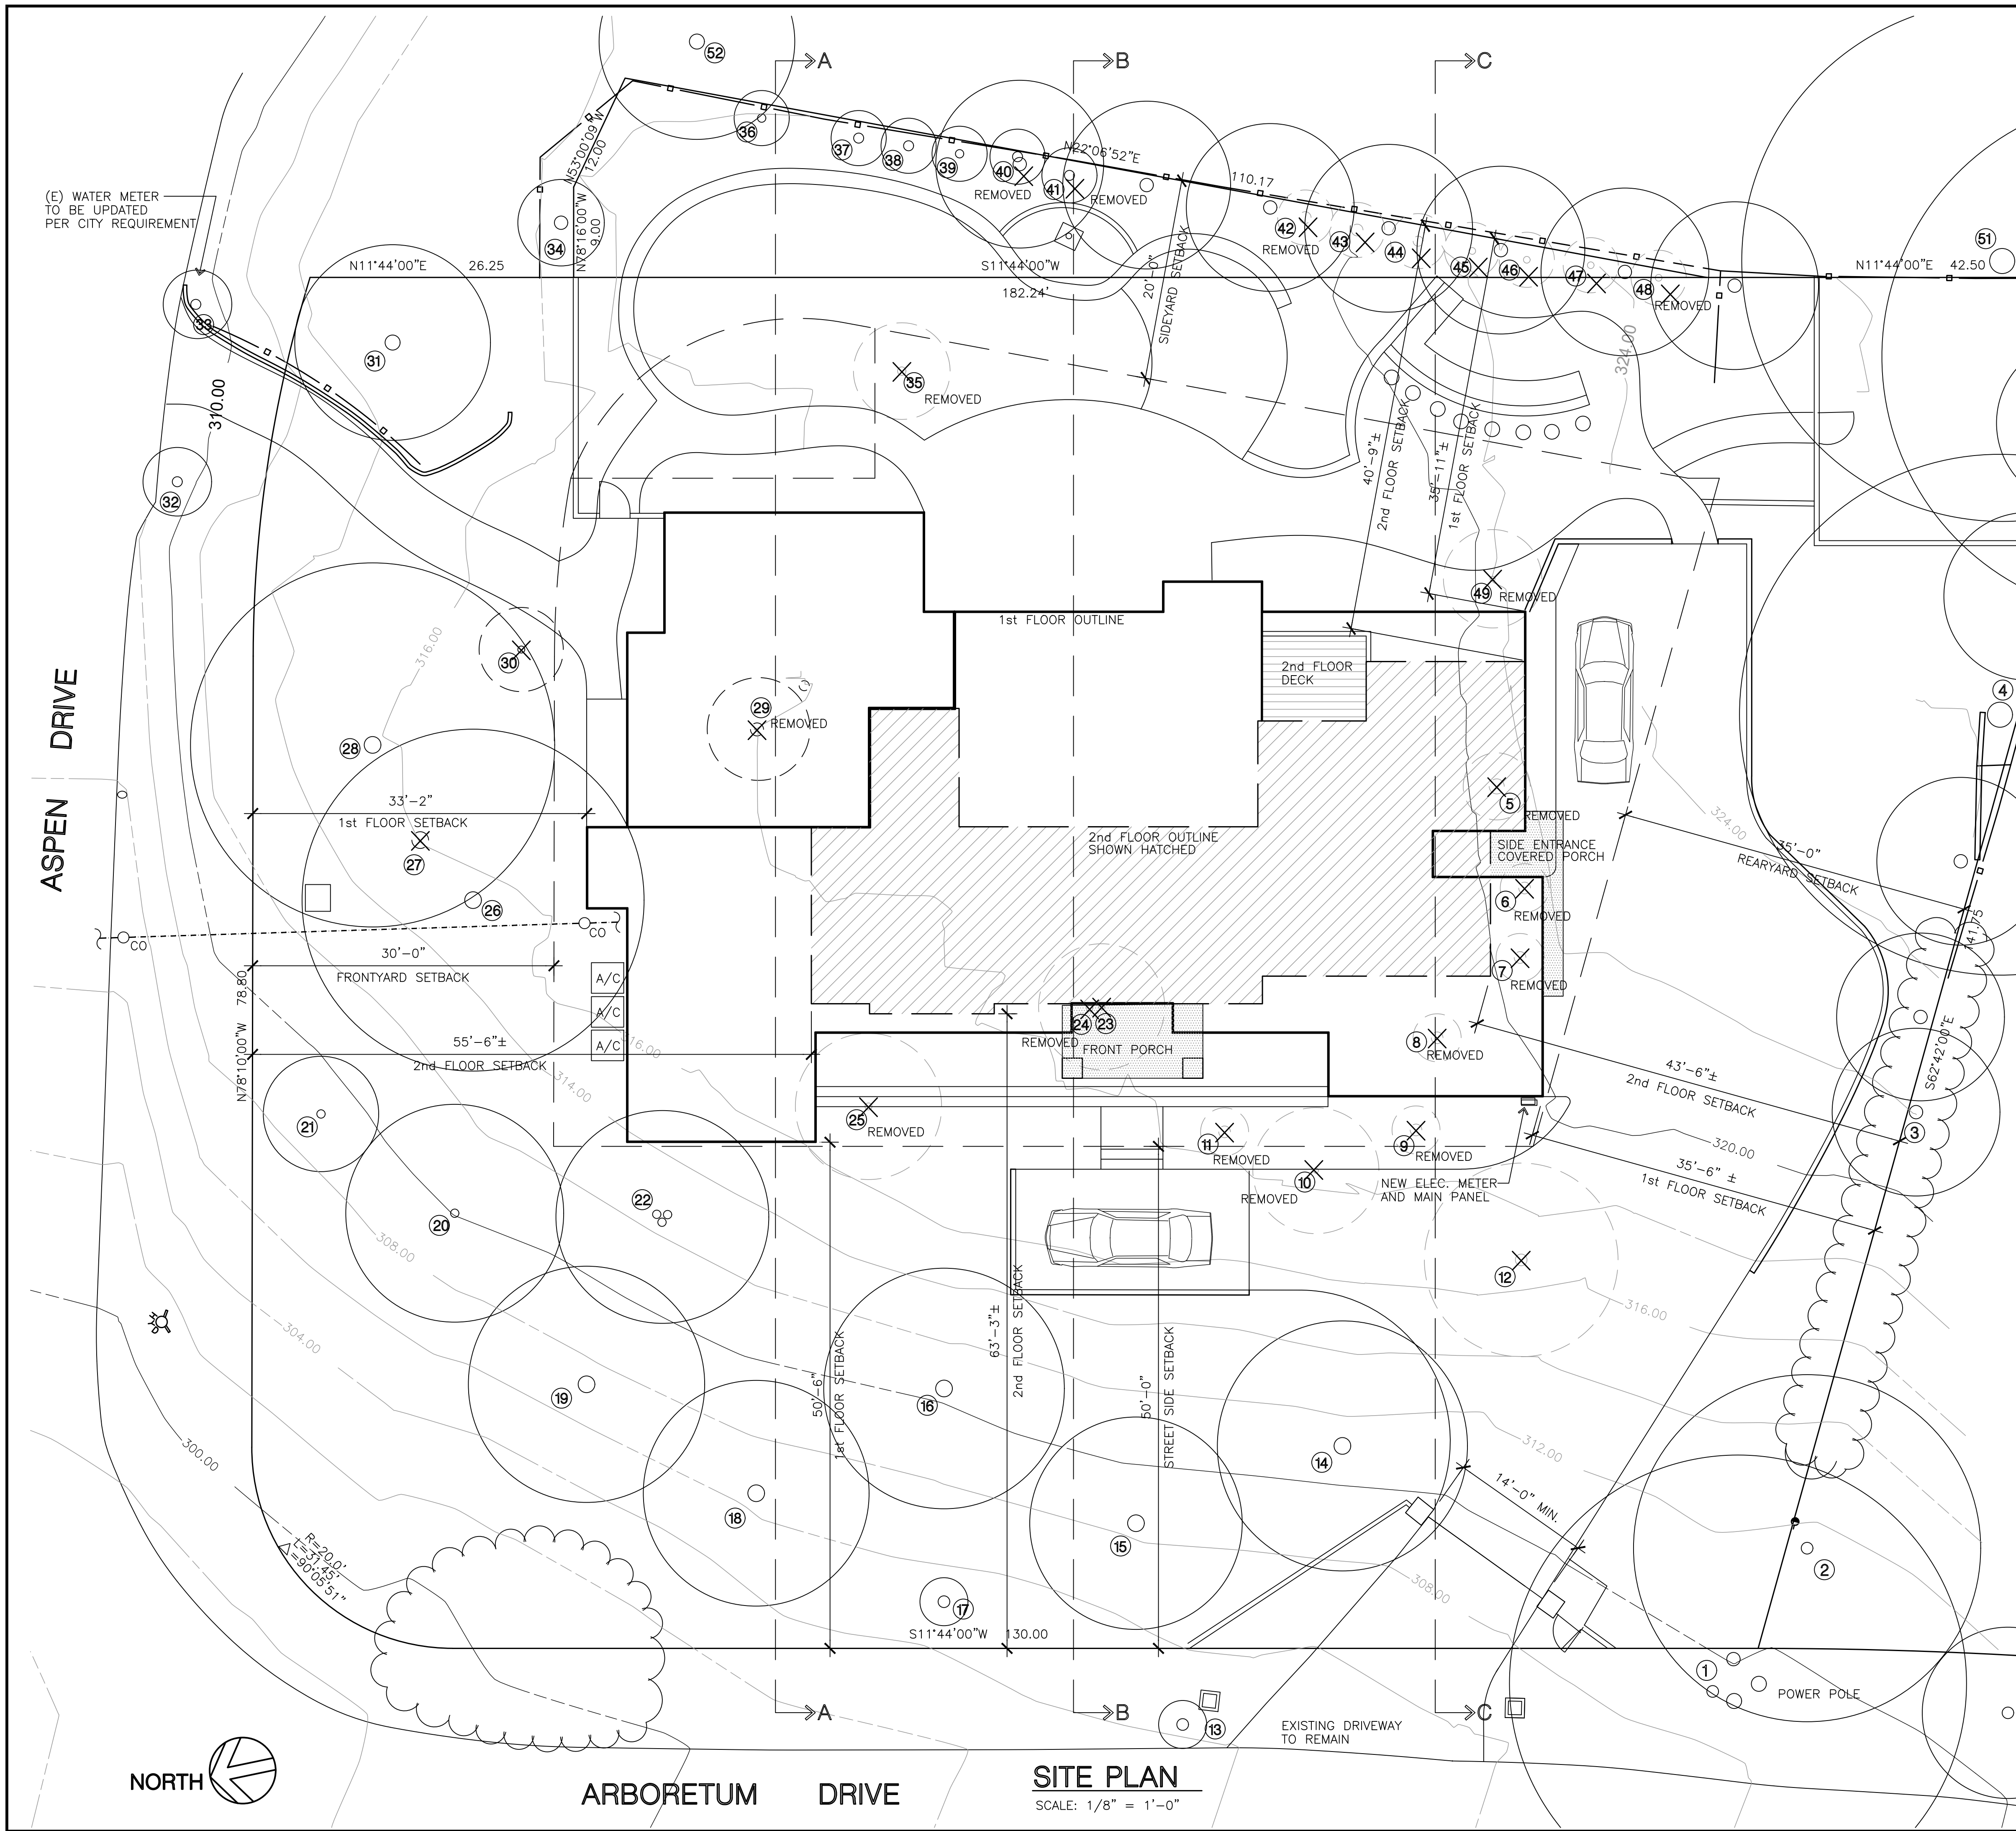 A
B
C
52
36
37
38
39
40
REMOVED
41
REMOVED
N22°06'52"E
110.17
N53°00'09"W
12.00
N78°16'00"W
9.00
34
(E) WATER METER
TO BE UPDATED
PER CITY REQUIREMENT
33
31
32
310.00
N11°44'00"E 26.25
S11°44'00"W
182.24'
20'-0"
SIDEYARD SETBACK
42
REMOVED
43
44
45
46
47
48
REMOVED
51
N11°44'00"E 42.50
324.00
35
REMOVED
40'-9"±
2nd FLOOR SETBACK
35'-11"±
1st FLOOR SETBACK
49
REMOVED
1st FLOOR OUTLINE
2nd FLOOR
DECK
316.00
30
29
REMOVED
28
4
ASPEN DRIVE
33'-2"
1st FLOOR SETBACK
27
26
2nd FLOOR OUTLINE
SHOWN HATCHED
5
REMOVED
SIDE ENTRANCE
COVERED PORCH
324.00
35'-0"
REARYARD SETBACK
6
REMOVED
7
REMOVED
CO
CO
30'-0"
FRONTYARD SETBACK
A/C
A/C
A/C
N78°10'00"W 78.80
55'-6"±
2nd FLOOR SETBACK
316.00
314.00
24
23
REMOVED
FRONT PORCH
8
REMOVED
43'-6"±
2nd FLOOR SETBACK
141.75
S62°42'00"E
3
320.00
35'-6" ±
1st FLOOR SETBACK
21
25
REMOVED
11
REMOVED
9
REMOVED
10
REMOVED
NEW ELEC. METER
AND MAIN PANEL
20
22
308.00
12
316.00
304.00
19
16
50'-6"
1st FLOOR SETBACK
63'-3"±
2nd FLOOR SETBACK
50'-0"
STREET SIDE SETBACK
14
312.00
14'-0" MIN.
300.00
18
15
R=20.0'
L=31.45'
△=90°05'51"
17
S11°44'00"W 130.00
308.00
2
1
POWER POLE
A
B
C
13
EXISTING DRIVEWAY
TO REMAIN
NORTH
ARBORETUM DRIVE
SITE PLAN
SCALE: 1/8" = 1'-0"